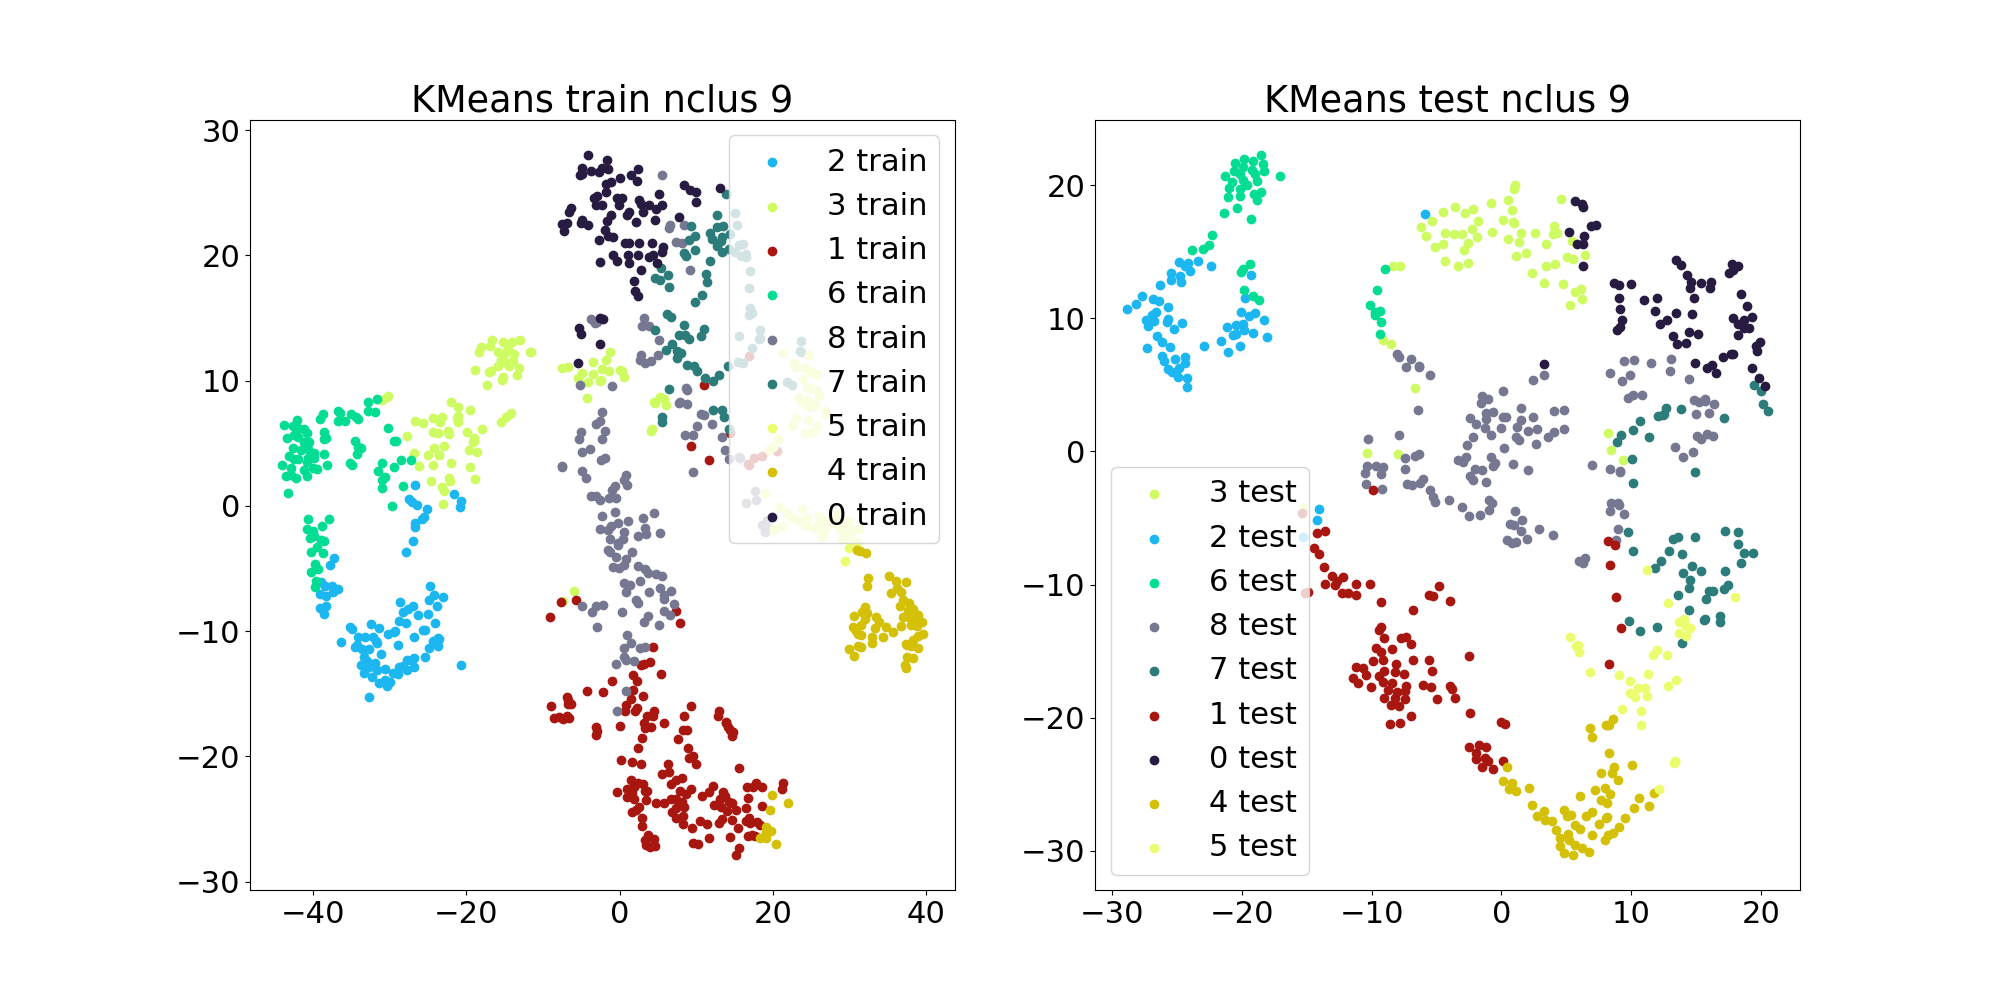 KMeans train nclus 9
30
20
10
0
−10
−20
−30
−40
−20
0
20
40
2 train
3 train
1 train
6 train
8 train
7 train
5 train
4 train
0 train
KMeans test nclus 9
20
10
0
−10
−20
−30
−30
−20
−10
0
10
20
3 test
2 test
6 test
8 test
7 test
1 test
0 test
4 test
5 test